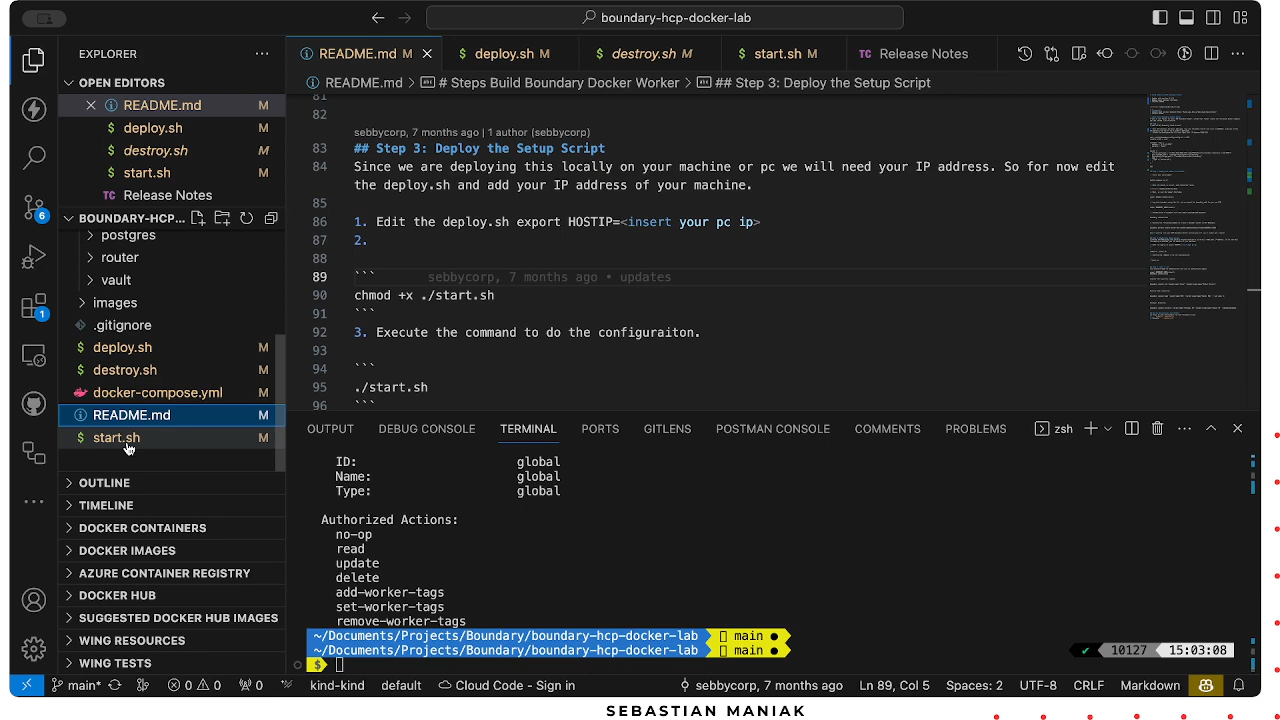 boundary-hcp-docker-lab
EXPLORER
README.md M
deploy.sh M
destroy.sh M
start.sh M
Release Notes
OPEN EDITORS
README.md > # Steps Build Boundary Docker Worker > ## Step 3: Deploy the Setup Script
README.md M
deploy.sh M
destroy.sh M
start.sh M
Release Notes
BOUNDARY-HCP-...
postgres
router
vault
images
.gitignore
deploy.sh M
destroy.sh M
docker-compose.yml M
README.md M
start.sh M
OUTLINE
TIMELINE
DOCKER CONTAINERS
DOCKER IMAGES
AZURE CONTAINER REGISTRY
DOCKER HUB
SUGGESTED DOCKER HUB IMAGES
WING RESOURCES
WING TESTS
6
1
81
82
sebbycorp, 7 months ago | 1 author (sebbycorp)
83 ## Step 3: Deploy the Setup Script
84 Since we are deploying this locally on your machine or pc we will need your IP address. So for now edit
the deploy.sh and add your IP address of your machine.
85
86 1. Edit the deploy.sh export HOSTIP=<insert your pc ip>
87 2.
88
89 ``` sebbycorp, 7 months ago • updates
90 chmod +x ./start.sh
91 ```
92 3. Execute the command to do the configuraiton.
93
94 ```
95 ./start.sh
96 ```
OUTPUT DEBUG CONSOLE TERMINAL PORTS GITLENS POSTMAN CONSOLE COMMENTS PROBLEMS zsh
ID: global
Name: global
Type: global
Authorized Actions:
no-op
read
update
delete
add-worker-tags
set-worker-tags
remove-worker-tags
~/Documents/Projects/Boundary/boundary-hcp-docker-lab main ●
~/Documents/Projects/Boundary/boundary-hcp-docker-lab main ● ✔ 10127 15:03:08
$
main* 0 0 0 kind-kind default Cloud Code - Sign in sebbycorp, 7 months ago Ln 89, Col 5 Spaces: 2 UTF-8 CRLF Markdown
SEBASTIAN MANIAK